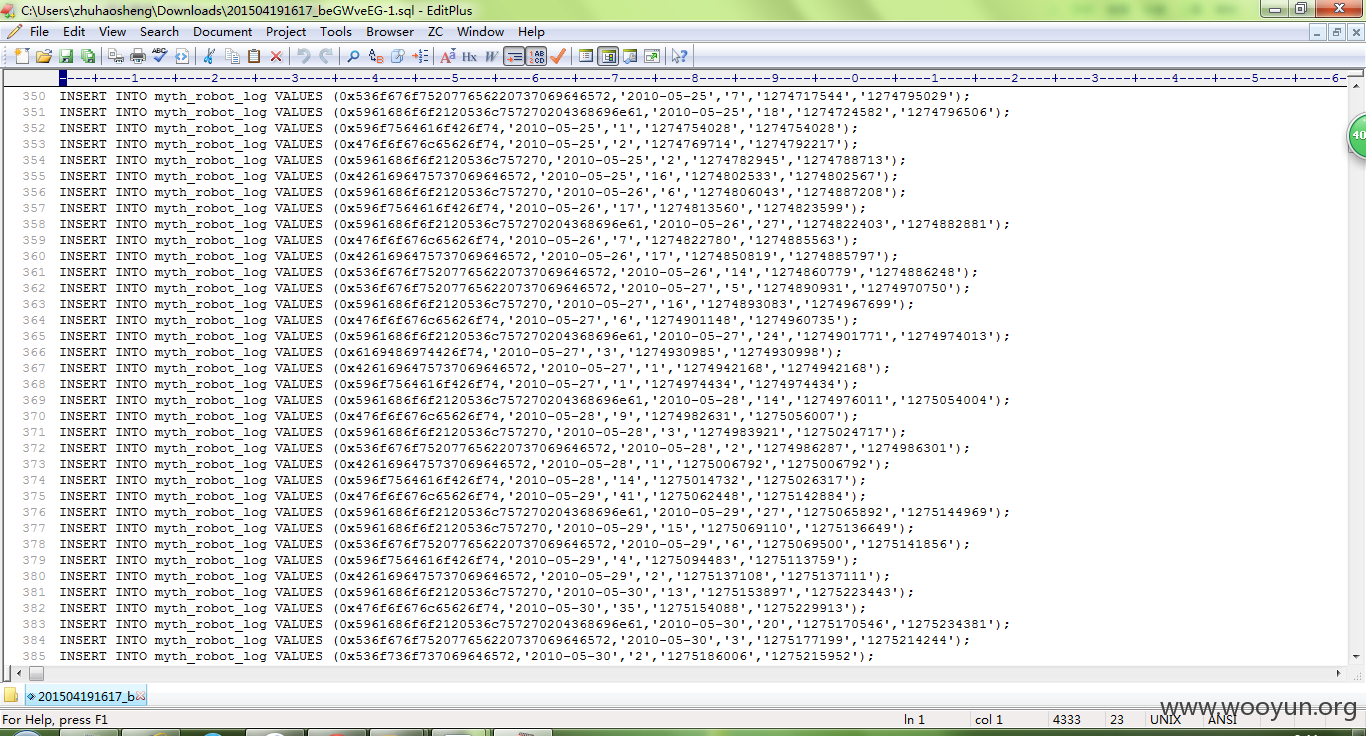 C:\Users\zhuhaosheng\Downloads\201504191617_beGWveEG-1.sql - EditPlus
File Edit View Search Document Project Tools Browser ZC Window Help
----+----1----+----2----+----3----+----4----+----5----+----6----+----7----+----8----+----9----+----0----+----1----+----2----+----3----+----4----+----5----+----6-
350 INSERT INTO myth_robot_log VALUES (0x536f676f752077656220737069646572,'2010-05-25','7','1274717544','1274795029');
351 INSERT INTO myth_robot_log VALUES (0x5961686f6f2120536c757270204368696e61,'2010-05-25','18','1274724582','1274796506');
352 INSERT INTO myth_robot_log VALUES (0x596f7564616f426f74,'2010-05-25','1','1274754028','1274754028');
353 INSERT INTO myth_robot_log VALUES (0x476f6f676c65626f74,'2010-05-25','2','1274769714','1274792217');
354 INSERT INTO myth_robot_log VALUES (0x5961686f6f2120536c757270,'2010-05-25','2','1274782945','1274788713');
355 INSERT INTO myth_robot_log VALUES (0x4261696475737069646572,'2010-05-25','16','1274802533','1274802567');
356 INSERT INTO myth_robot_log VALUES (0x5961686f6f2120536c757270,'2010-05-26','6','1274806043','1274887208');
357 INSERT INTO myth_robot_log VALUES (0x596f7564616f426f74,'2010-05-26','17','1274813560','1274823599');
358 INSERT INTO myth_robot_log VALUES (0x5961686f6f2120536c757270204368696e61,'2010-05-26','27','1274822403','1274882881');
359 INSERT INTO myth_robot_log VALUES (0x476f6f676c65626f74,'2010-05-26','7','1274822780','1274885563');
360 INSERT INTO myth_robot_log VALUES (0x4261696475737069646572,'2010-05-26','17','1274850819','1274885797');
361 INSERT INTO myth_robot_log VALUES (0x536f676f752077656220737069646572,'2010-05-26','14','1274860779','1274886248');
362 INSERT INTO myth_robot_log VALUES (0x536f676f752077656220737069646572,'2010-05-27','5','1274890931','1274970750');
363 INSERT INTO myth_robot_log VALUES (0x5961686f6f2120536c757270,'2010-05-27','16','1274893083','1274967699');
364 INSERT INTO myth_robot_log VALUES (0x476f6f676c65626f74,'2010-05-27','6','1274901148','1274960735');
365 INSERT INTO myth_robot_log VALUES (0x5961686f6f2120536c757270204368696e61,'2010-05-27','24','1274901771','1274974013');
366 INSERT INTO myth_robot_log VALUES (0x6169486974426f74,'2010-05-27','3','1274930985','1274930998');
367 INSERT INTO myth_robot_log VALUES (0x4261696475737069646572,'2010-05-27','1','1274942168','1274942168');
368 INSERT INTO myth_robot_log VALUES (0x596f7564616f426f74,'2010-05-27','1','1274974434','1274974434');
369 INSERT INTO myth_robot_log VALUES (0x5961686f6f2120536c757270204368696e61,'2010-05-28','14','1274976011','1275054004');
370 INSERT INTO myth_robot_log VALUES (0x476f6f676c65626f74,'2010-05-28','9','1274982631','1275056007');
371 INSERT INTO myth_robot_log VALUES (0x5961686f6f2120536c757270,'2010-05-28','3','1274983921','1275024717');
372 INSERT INTO myth_robot_log VALUES (0x536f676f752077656220737069646572,'2010-05-28','2','1274986287','1274986301');
373 INSERT INTO myth_robot_log VALUES (0x4261696475737069646572,'2010-05-28','1','1275006792','1275006792');
374 INSERT INTO myth_robot_log VALUES (0x596f7564616f426f74,'2010-05-28','14','1275014732','1275026317');
375 INSERT INTO myth_robot_log VALUES (0x476f6f676c65626f74,'2010-05-29','41','1275062448','1275142884');
376 INSERT INTO myth_robot_log VALUES (0x5961686f6f2120536c757270204368696e61,'2010-05-29','27','1275065892','1275144969');
377 INSERT INTO myth_robot_log VALUES (0x5961686f6f2120536c757270,'2010-05-29','15','1275069110','1275136649');
378 INSERT INTO myth_robot_log VALUES (0x536f676f752077656220737069646572,'2010-05-29','6','1275069500','1275141856');
379 INSERT INTO myth_robot_log VALUES (0x596f7564616f426f74,'2010-05-29','4','1275094483','1275113759');
380 INSERT INTO myth_robot_log VALUES (0x4261696475737069646572,'2010-05-29','2','1275137108','1275137111');
381 INSERT INTO myth_robot_log VALUES (0x5961686f6f2120536c757270,'2010-05-30','13','1275153897','1275223443');
382 INSERT INTO myth_robot_log VALUES (0x476f6f676c65626f74,'2010-05-30','35','1275154088','1275229913');
383 INSERT INTO myth_robot_log VALUES (0x5961686f6f2120536c757270204368696e61,'2010-05-30','20','1275170546','1275234381');
384 INSERT INTO myth_robot_log VALUES (0x536f676f752077656220737069646572,'2010-05-30','3','1275177199','1275214244');
385 INSERT INTO myth_robot_log VALUES (0x536f736f737069646572,'2010-05-30','2','1275186006','1275215952');
40
201504191617_b
www.wooyun.org
For Help, press F1 ln 1 col 1 4333 23 UNIX ANSI